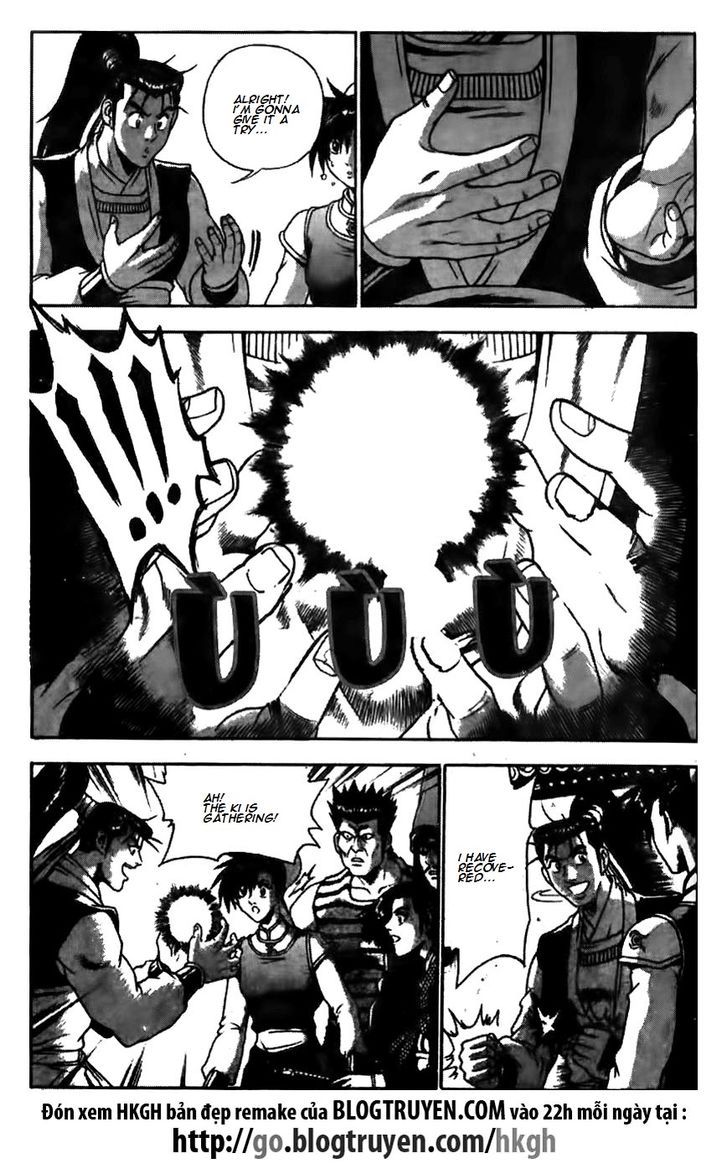 ALRIGHT!
I'M GONNA
GIVE IT A
TRY...
!!!...
Ù Ù Ù
AH!
THE KI IS
GATHERING!
I HAVE
RECOVE-
RED...
Đón xem HKGH bản đẹp remake của BLOGTRUYEN.COM vào 22h mỗi ngày tại :
http://go.blogtruyen.com/hkgh